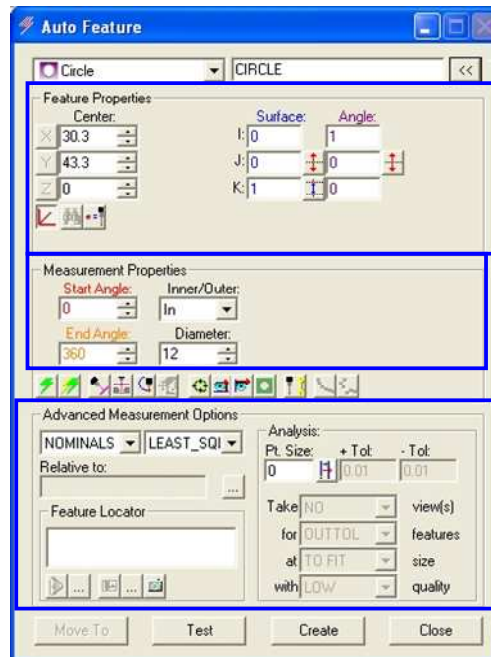 Auto Feature
Circle CIRCLE <<
Feature Properties
Center: Surface: Angle:
X 30.3 I: 0 1
Y 43.3 J: 0 0
Z 0 K: 1 0
Measurement Properties
Start Angle: Inner/Outer:
0 In
End Angle: Diameter:
360 12
Advanced Measurement Options
NOMINALS LEAST_SQI
Analysis:
Pt. Size: + Tol: - Tol:
0 0.01 0.01
Relative to:
...
Feature Locator
Take NO view(s)
for OUTTOL features
at TO FIT size
with LOW quality
... ...
Move To Test Create Close